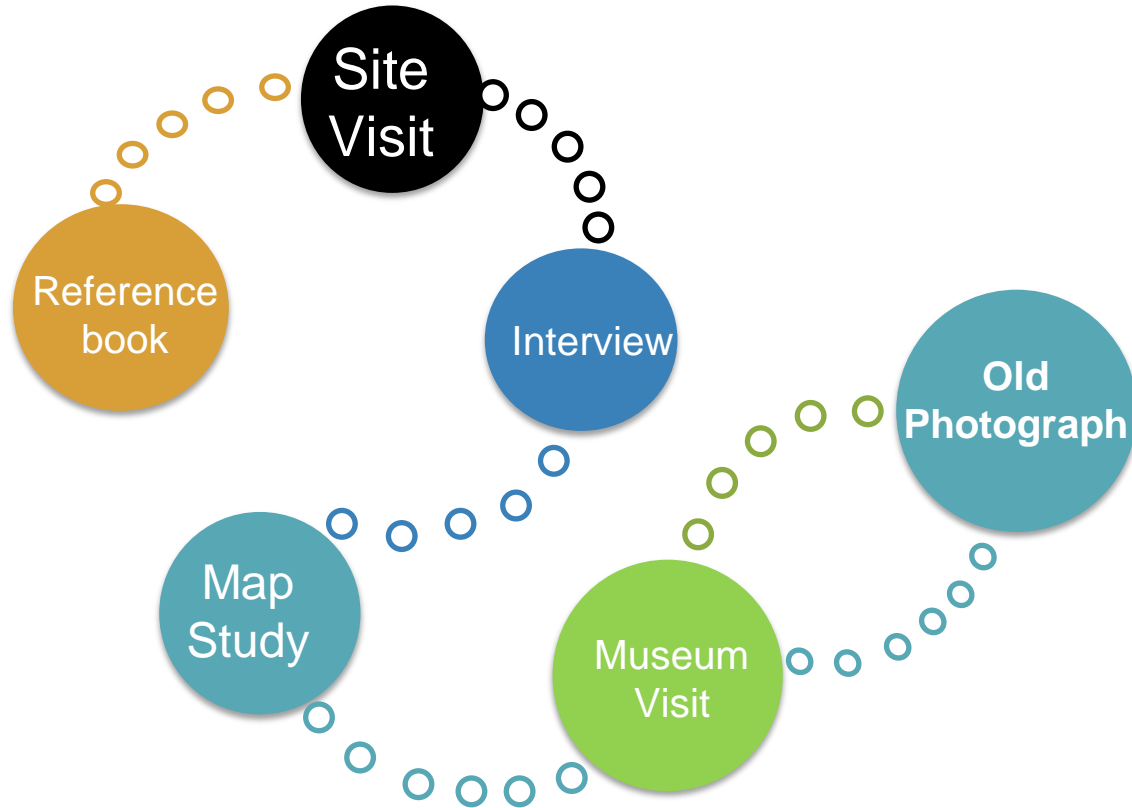 Site
Visit
Reference
book
Interview
Old
Photograph
Map
Study
Museum
Visit